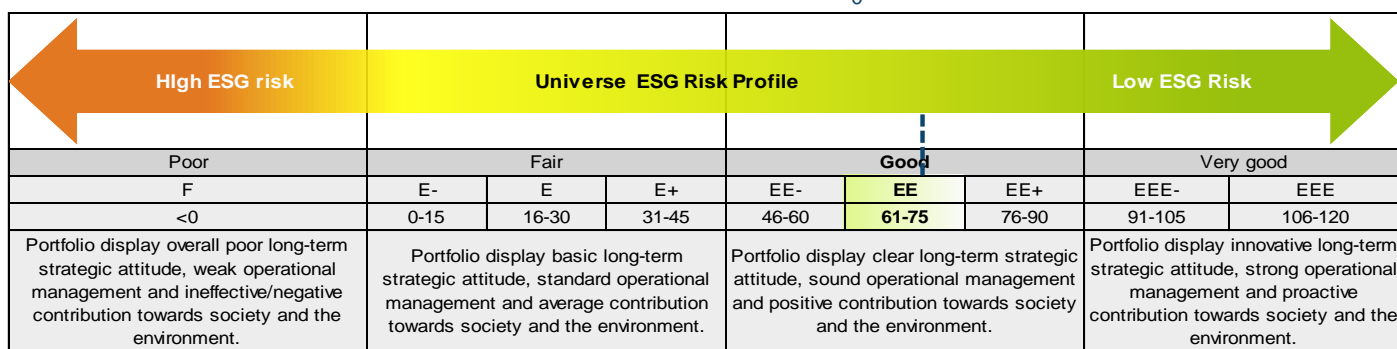 HIgh ESG risk Universe ESG Risk Profile Low ESG Risk
Poor Fair Good Very good
F E- E E+ EE- EE EE+ EEE- EEE
<0 0-15 16-30 31-45 46-60 61-75 76-90 91-105 106-120
Portfolio display overall poor long-term
strategic attitude, weak operational
management and ineffective/negative
contribution towards society and the
environment.
Portfolio display basic long-term
strategic attitude, standard operational
management and average contribution
towards society and the environment.
Portfolio display clear long-term strategic
attitude, sound operational management
and positive contribution towards society
and the environment.
Portfolio display innovative long-term
strategic attitude, strong operational
management and proactive
contribution towards society and the
environment.